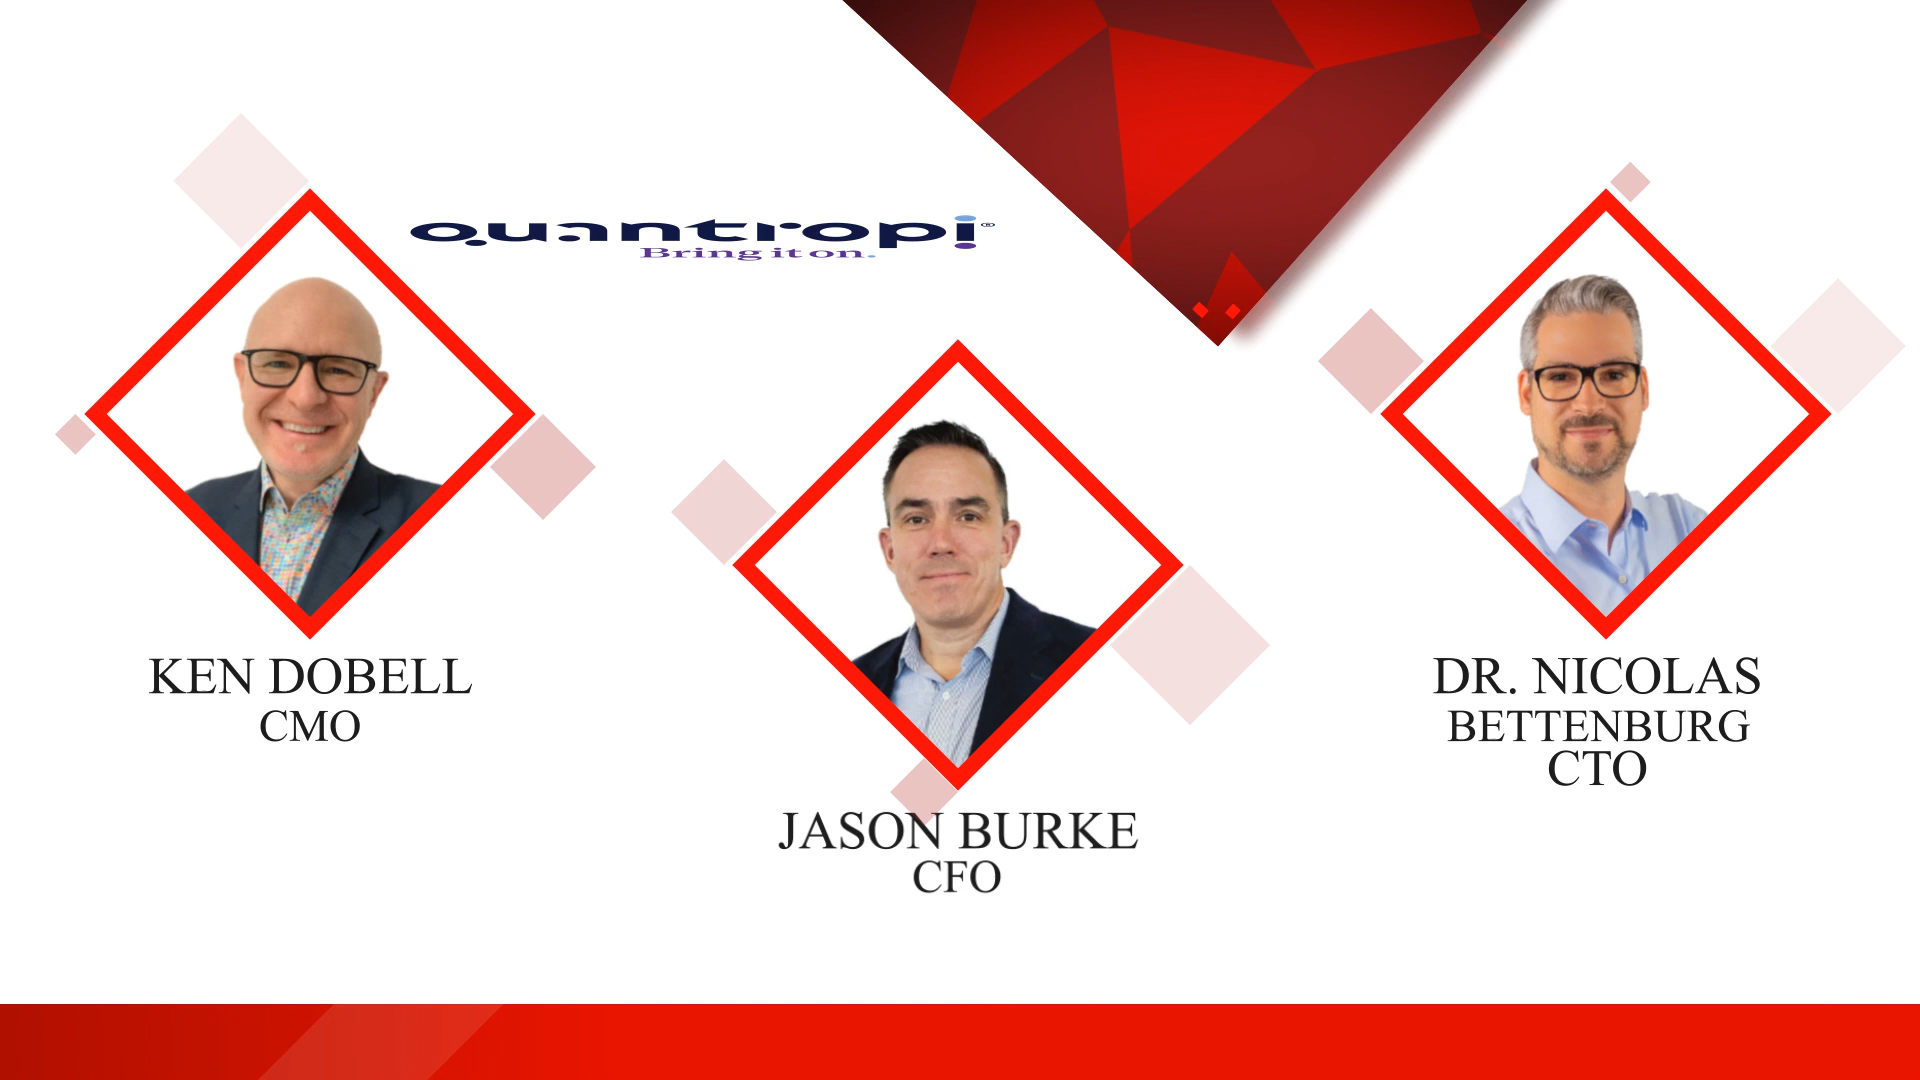 quantropi®
Bring it on.
KEN DOBELL
CMO
JASON BURKE
CFO
DR. NICOLAS
BETTENBURG
CTO